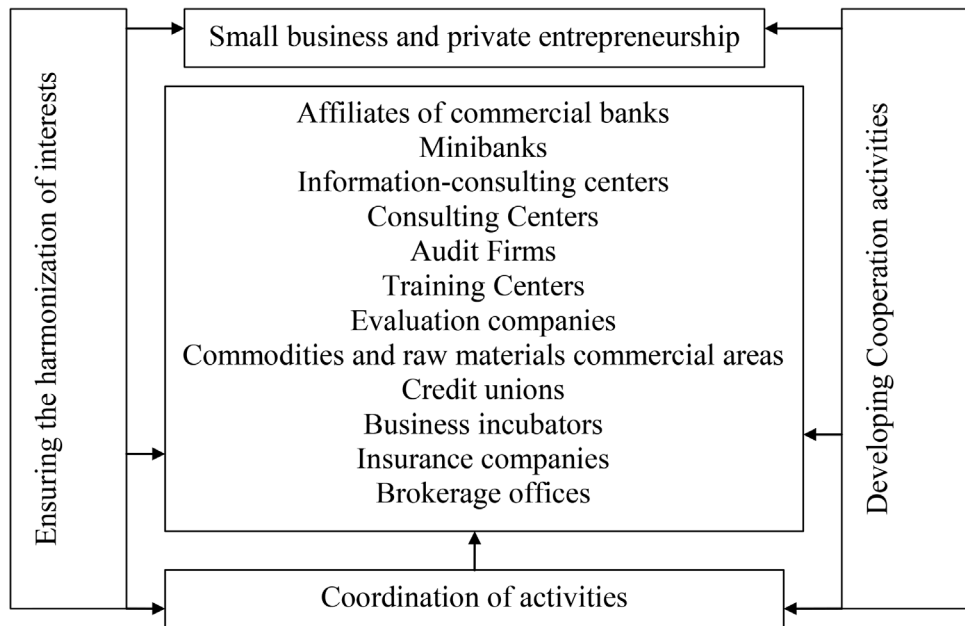 Small business and private entrepreneurship
Ensuring the harmonization of interests
Affiliates of commercial banks
Minibanks
Information-consulting centers
Consulting Centers
Audit Firms
Training Centers
Evaluation companies
Commodities and raw materials commercial areas
Credit unions
Business incubators
Insurance companies
Brokerage offices
Developing Cooperation activities
Coordination of activities